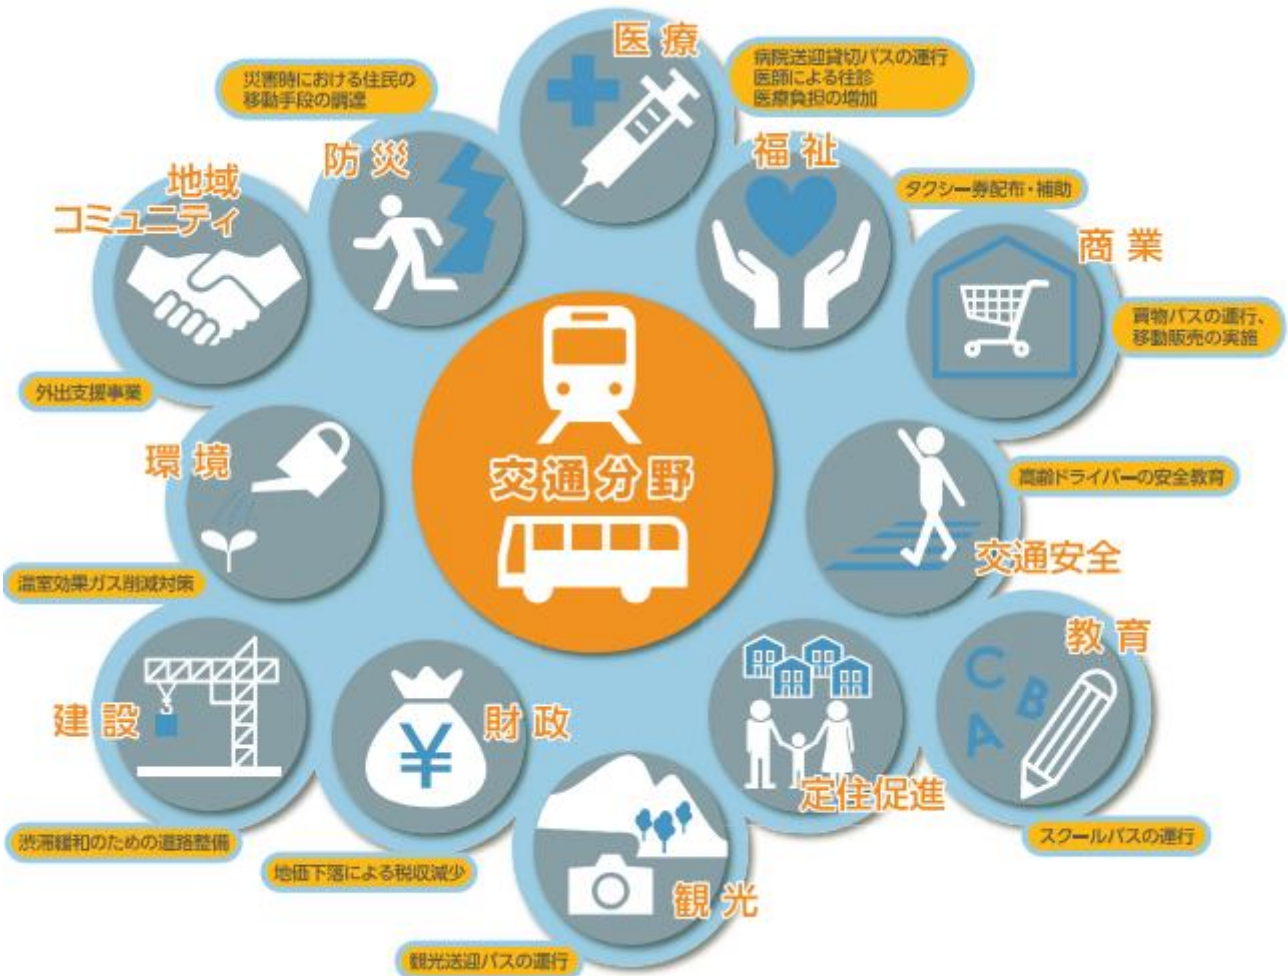 医療
病院送迎貸切バスの運行
医師による往診
医療負担の増加
災害時における住民の
移動手段の調達
防災
福祉
タクシー券配布・補助
地域
コミュニティ
商業
買物バスの運行、
移動販売の実施
外出支援事業
環境
交通分野
高齢ドライバーの安全教育
交通安全
温室効果ガス削減対策
教育
C
B
A
建設
¥
財政
定住促進
スクールバスの運行
渋滞緩和のための道路整備
地価下落による税収減少
観光
観光送迎バスの運行